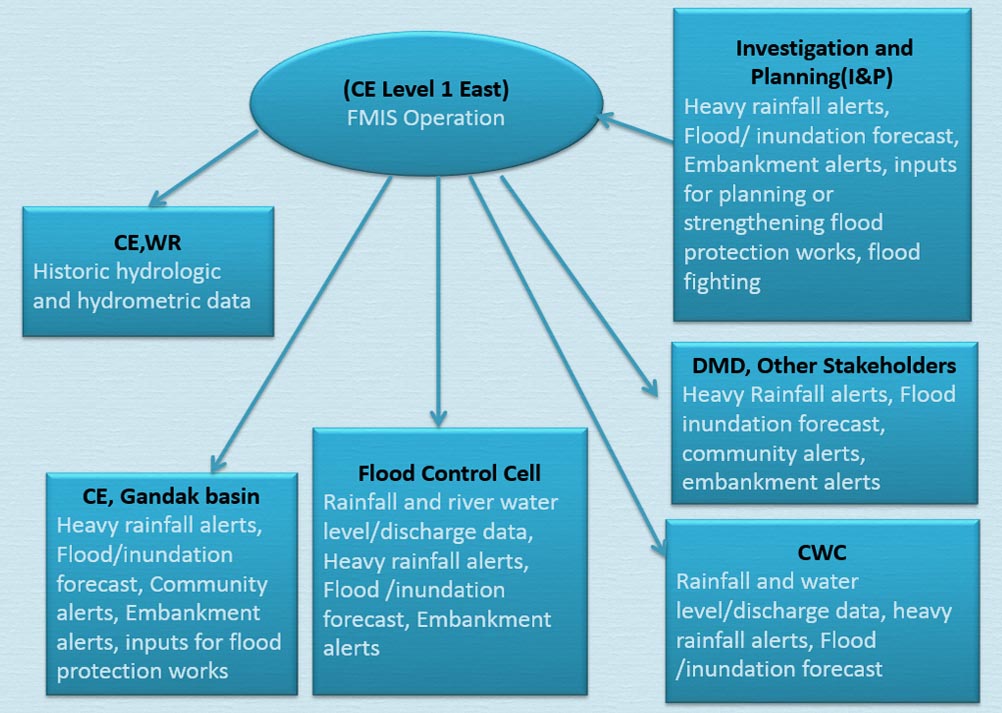 (CE Level 1 East)
FMIS Operation
Investigation and
Planning(I&P)
Heavy rainfall alerts,
Flood/ inundation forecast,
Embankment alerts, inputs
for planning or
strengthening flood
protection works, flood
fighting
CE,WR
Historic hydrologic
and hydrometric data
DMD, Other Stakeholders
Heavy Rainfall alerts, Flood
inundation forecast,
community alerts,
embankment alerts
CE, Gandak basin
Heavy rainfall alerts,
Flood/inundation
forecast, Community
alerts, Embankment
alerts, inputs for flood
protection works
Flood Control Cell
Rainfall and river water
level/discharge data,
Heavy rainfall alerts,
Flood /inundation
forecast, Embankment
alerts
CWC
Rainfall and water
level/discharge data, heavy
rainfall alerts, Flood
/inundation forecast